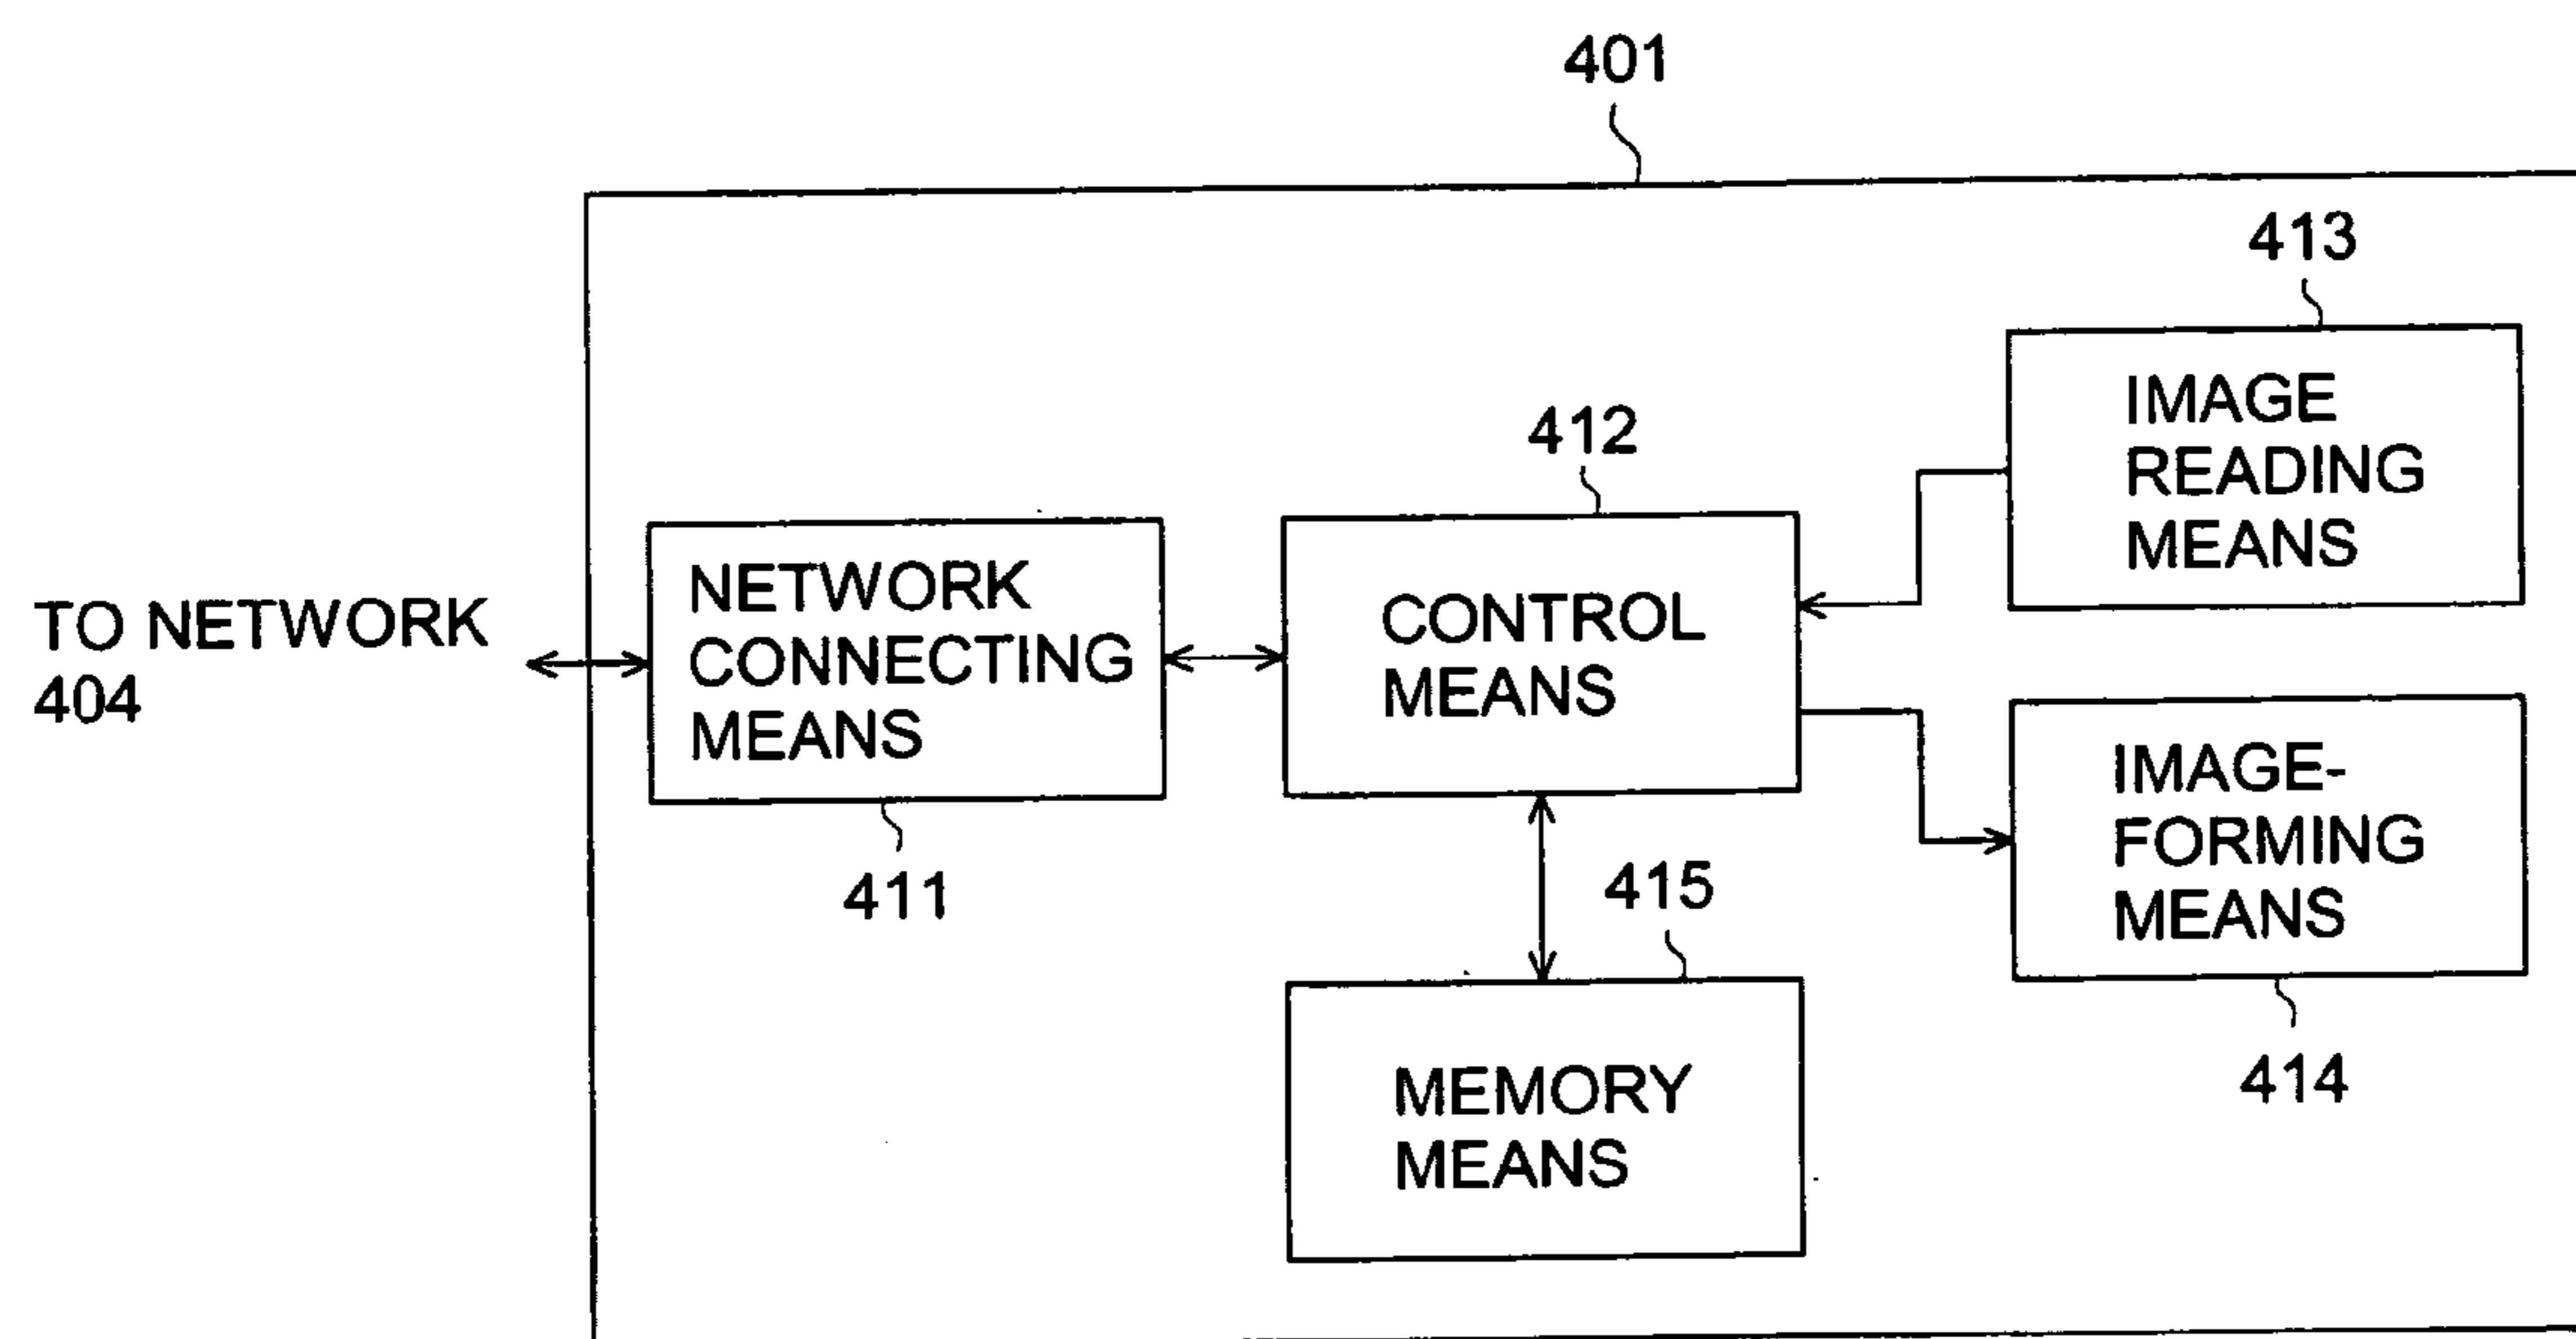 401
413
IMAGE
READING
MEANS
412
NETWORK
CONNECTING
MEANS
CONTROL
MEANS
TO NETWORK
404
IMAGE-
FORMING
MEANS
411
415
414
MEMORY
MEANS